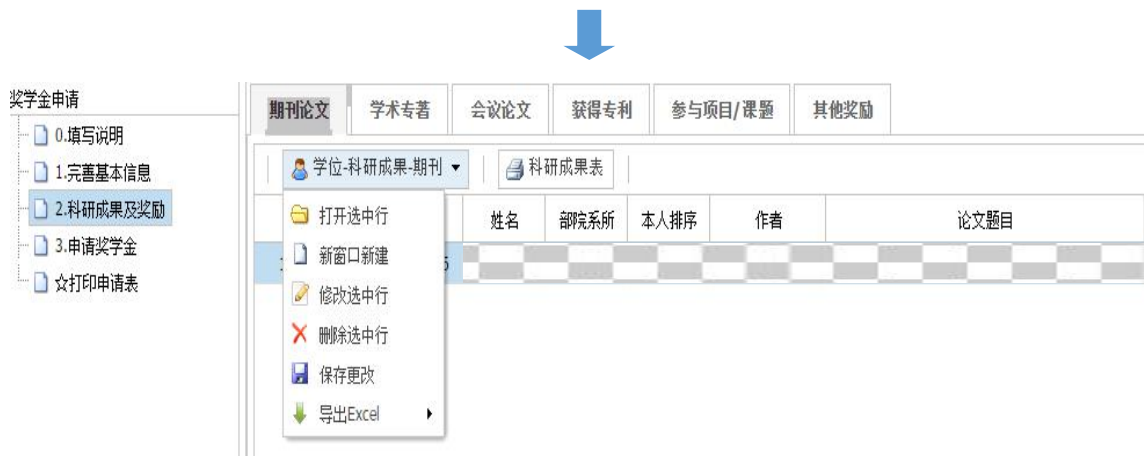 奖学金申请
0.填写说明
1.完善基本信息
2.科研成果及奖励
3.申请奖学金
☆打印申请表
期刊论文 学术专著 会议论文 获得专利 参与项目/课题 其他奖励
学位-科研成果-期刊 科研成果表
姓名 部院系所 本人排序 作者 论文题目
打开选中行
新窗口新建
修改选中行
删除选中行
保存更改
导出Excel